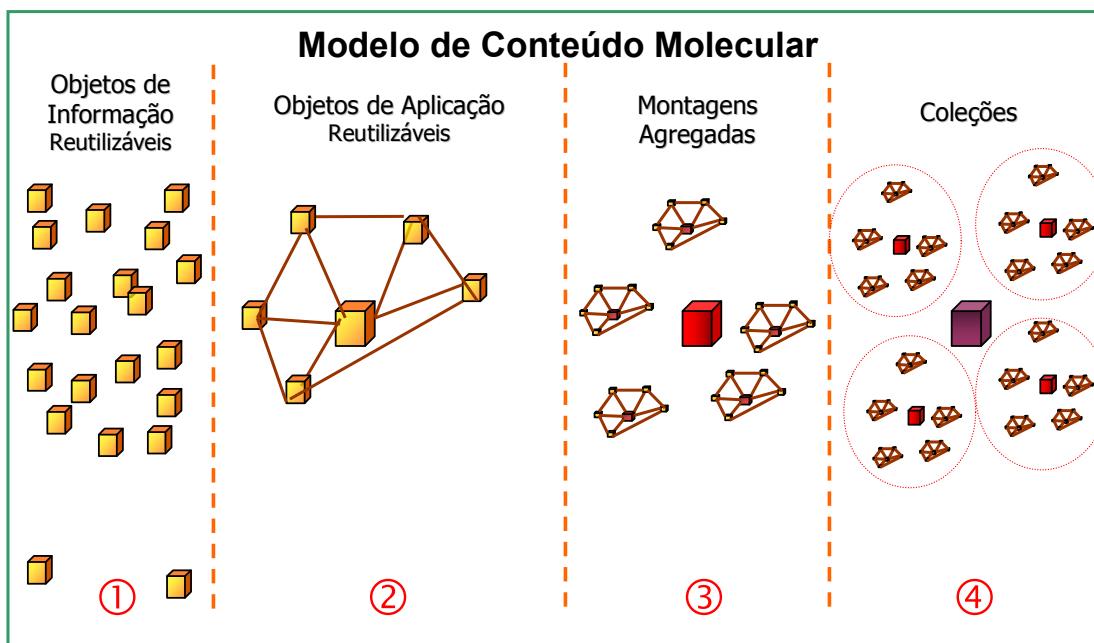 Modelo de Conteúdo Molecular
Objetos de
Informação
Reutilizáveis
Objetos de Aplicação
Reutilizáveis
Montagens
Agregadas
Coleções
①
②
③
④